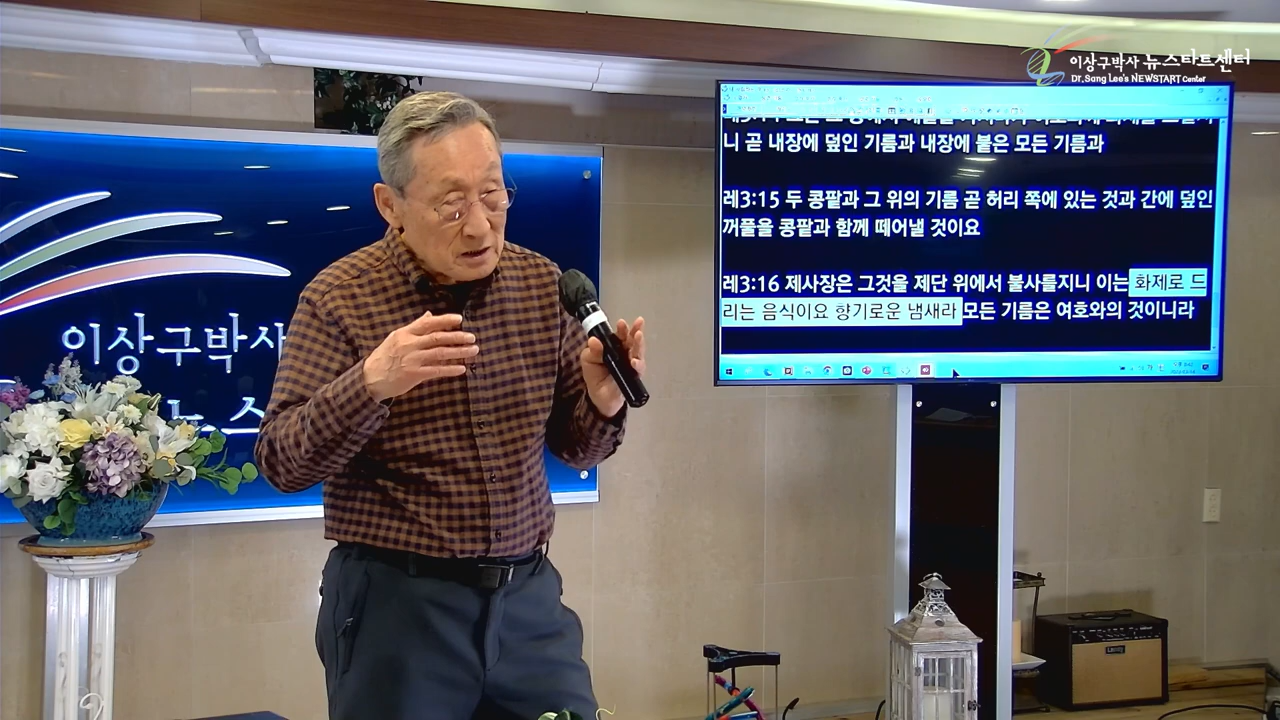 이상구박사 뉴스타트센터
Dr. Sang Lee's NEWSTART Center
니 곧 내장에 덮인 기름과 내장에 붙은 모든 기름과
레3:15 두 콩팥과 그 위의 기름 곧 허리 쪽에 있는 것과 간에 덮인
꺼풀을 콩팥과 함께 떼어낼 것이요
레3:16 제사장은 그것을 제단 위에서 불사를지니 이는 화제로 드
리는 음식이요 향기로운 냄새라 모든 기름은 여호와의 것이니라
이상구박사
뉴스
Laney